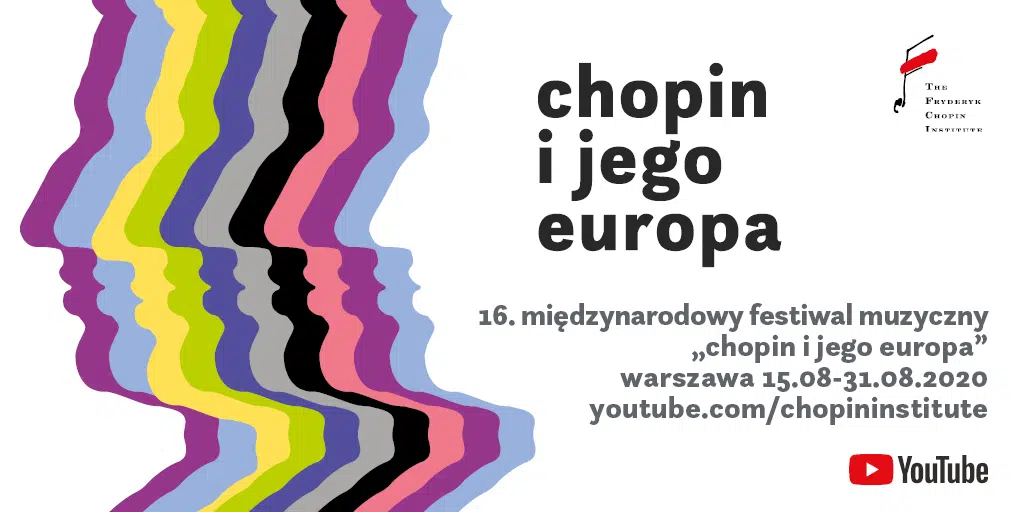 chopin
i jego
europa
The
Fryderyk
Chopin
Institute
16. międzynarodowy festiwal muzyczny
„chopin i jego europa”
warszawa 15.08-31.08.2020
youtube.com/chopininstitute
YouTube